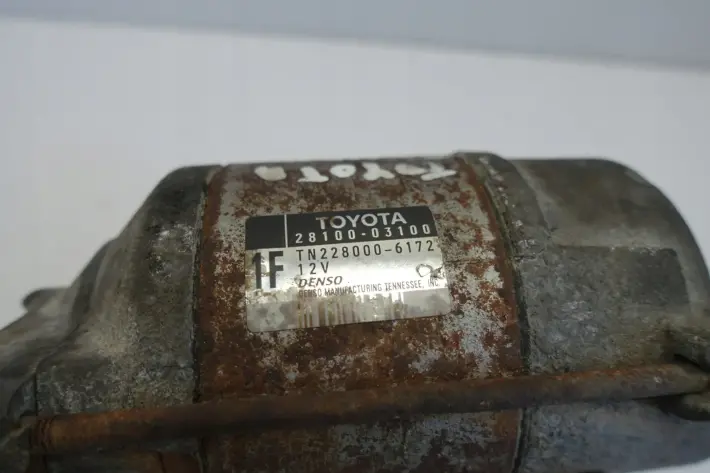 TOYOTA
TOYOTA
28100-03100
1F TN228000-6172
12V
DENSO
DENSO MANUFACTURING TENNESSEE, INC.